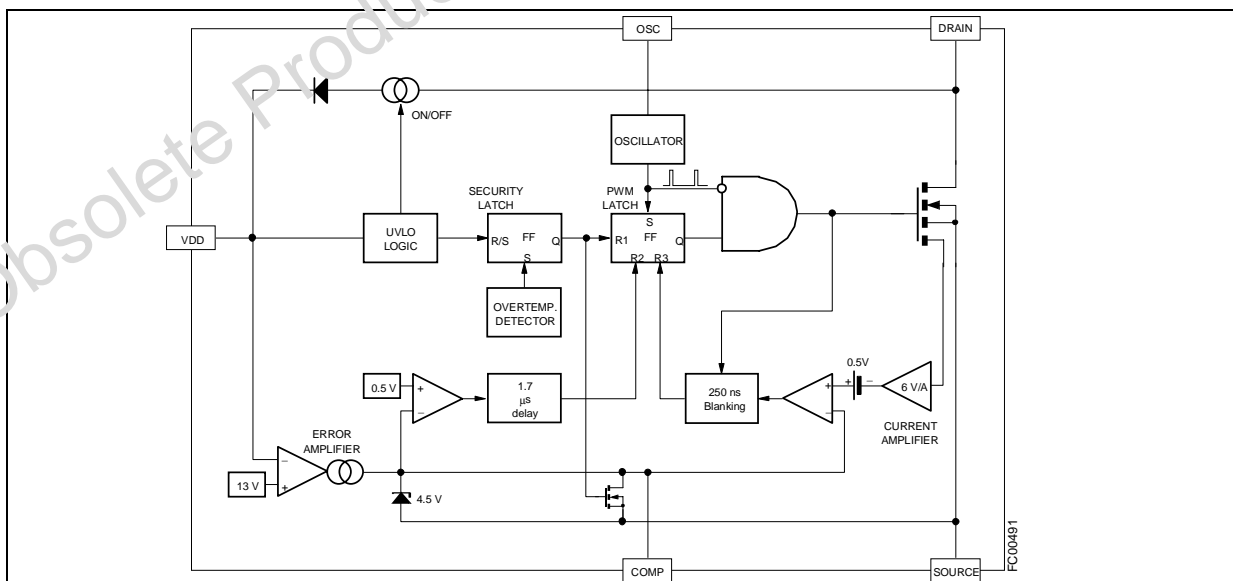 Obsolete Produc
OSC
DRAIN
ON/OFF
OSCILLATOR
SECURITY
LATCH
PWM
LATCH
VDD
UVLO
LOGIC
R/S
FF
Q
S
S
R1
FF
Q
R2
R3
OVERTEMP.
DETECTOR
0.5 V
+
−
1.7
μs
delay
250 ns
Blanking
+
−
0.5V
+
−
6 V/A
CURRENT
AMPLIFIER
ERROR
AMPLIFIER
13 V
−
+
4.5 V
COMP
SOURCE
FC00491